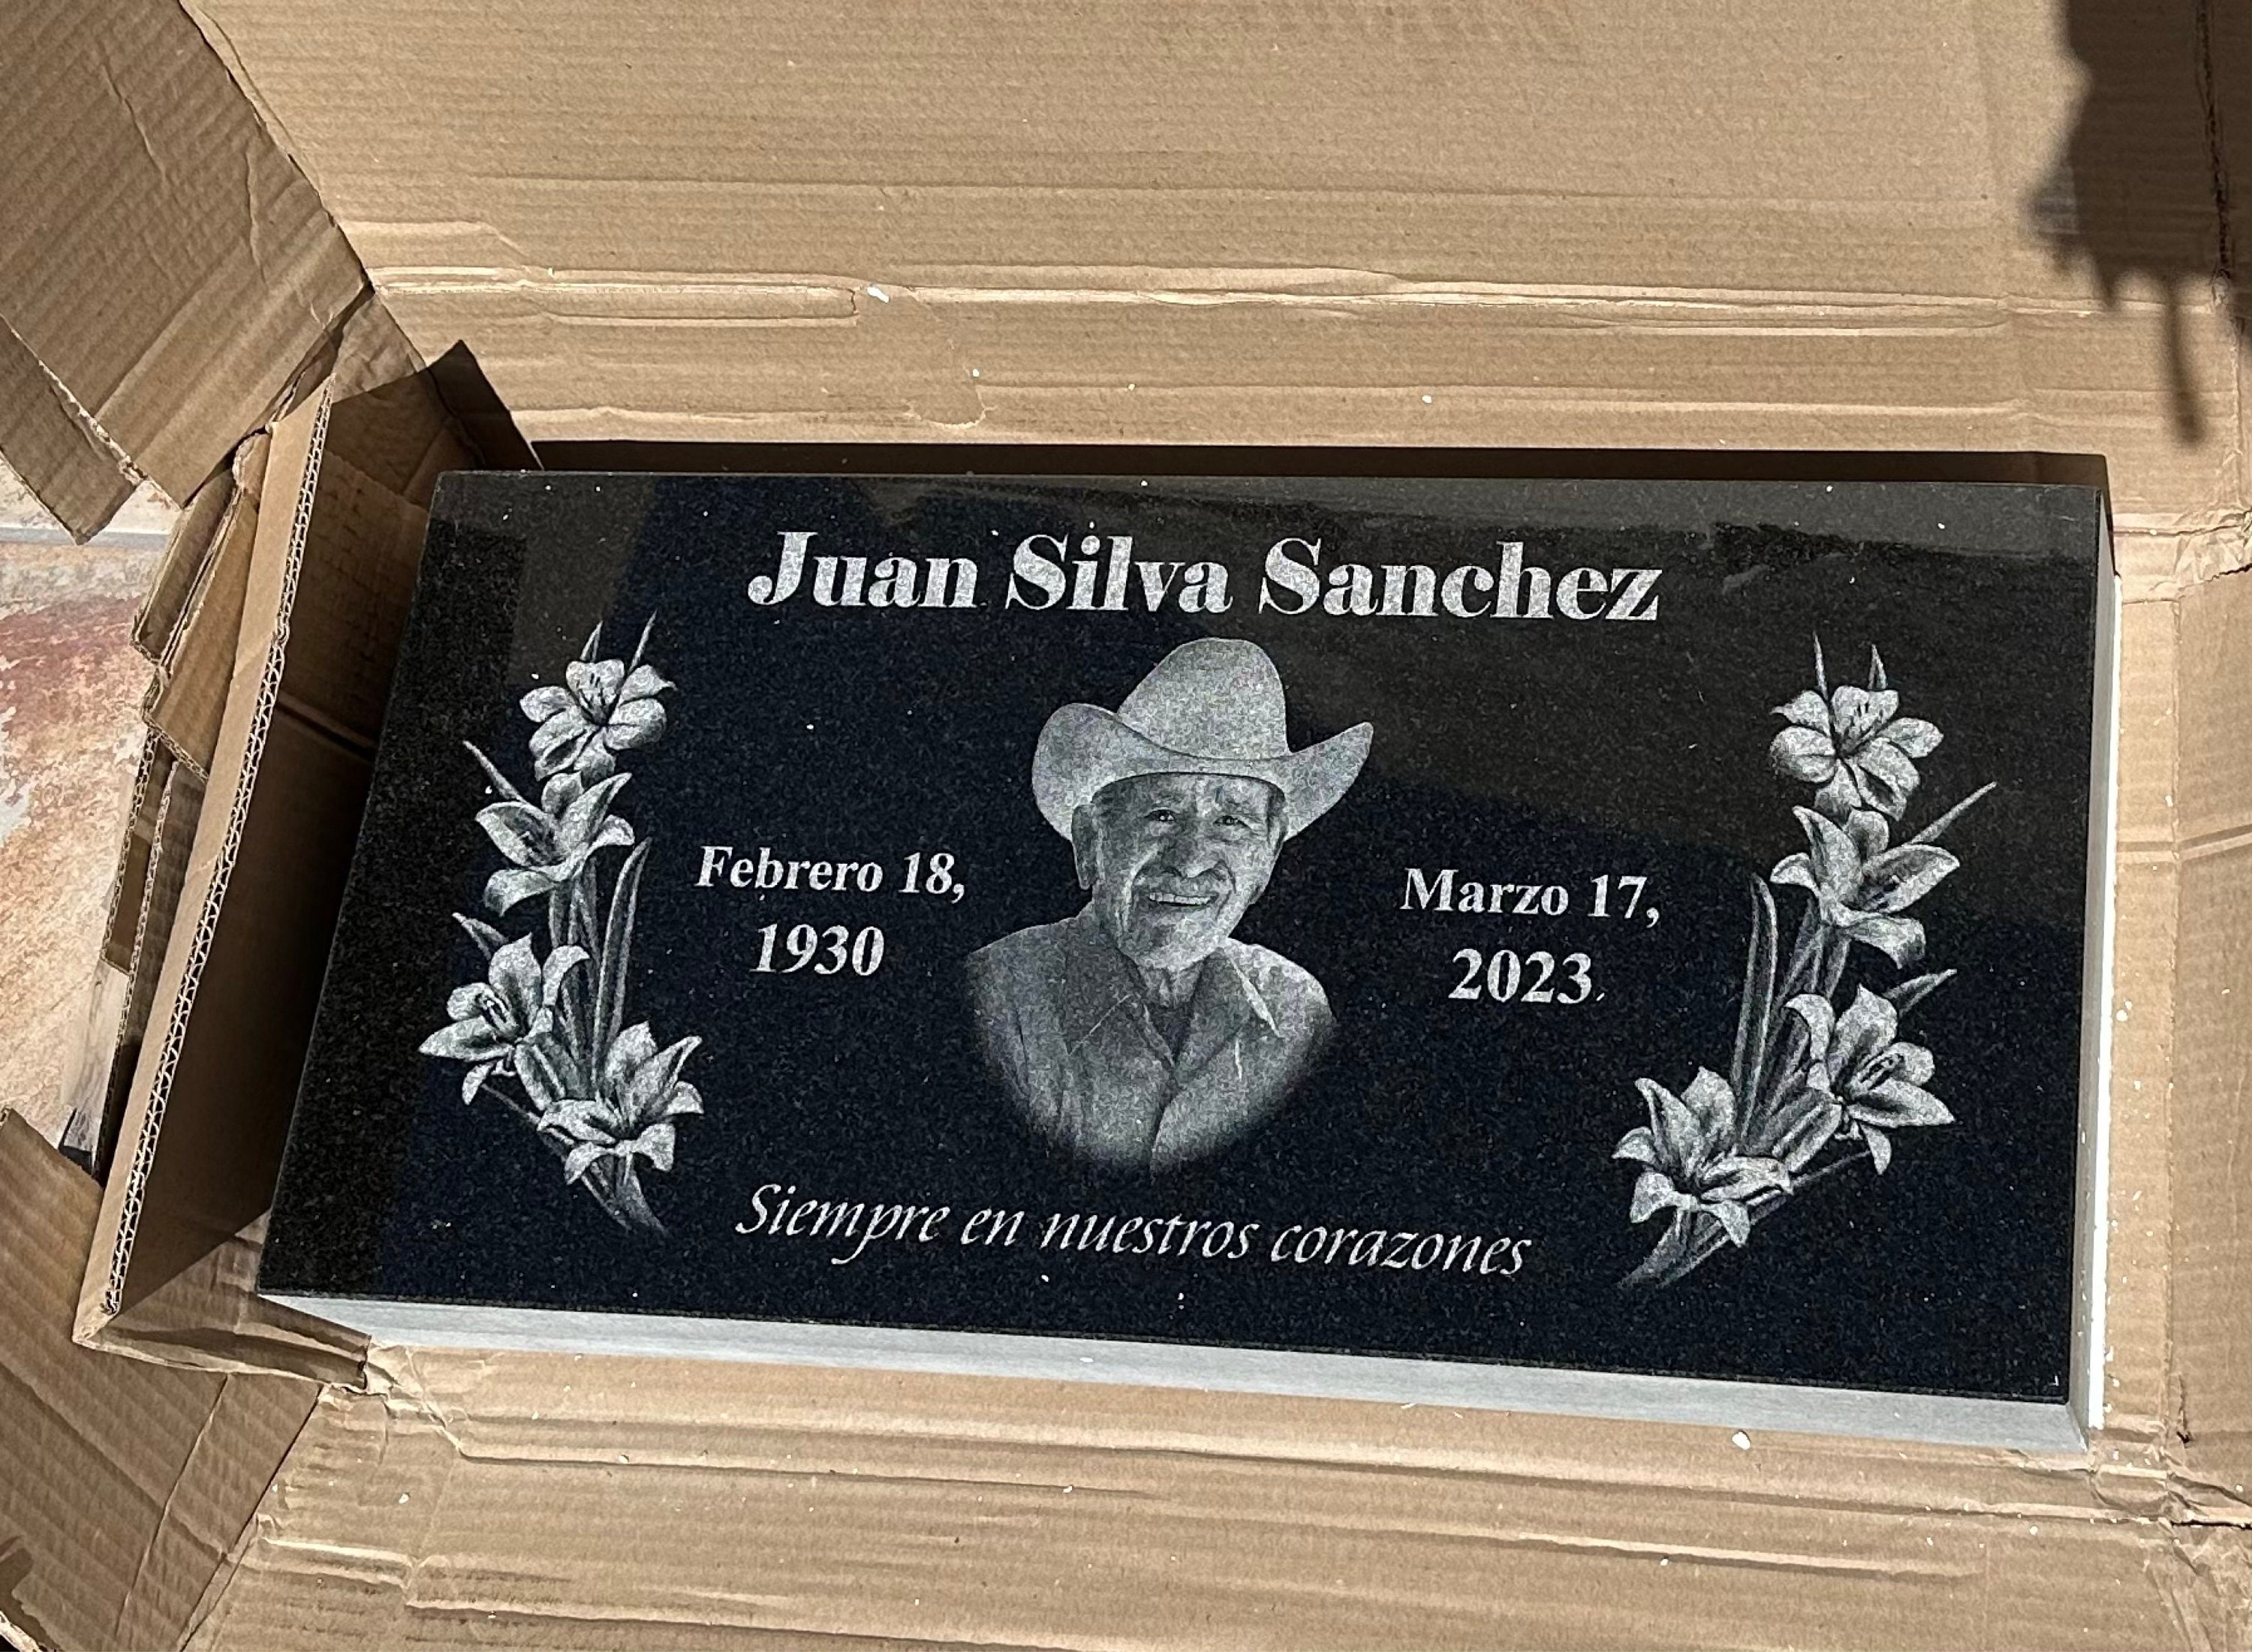 Juan Silva Sanchez
Febrero 18,
1930
Marzo 17,
2023
Siempre en nuestros corazones